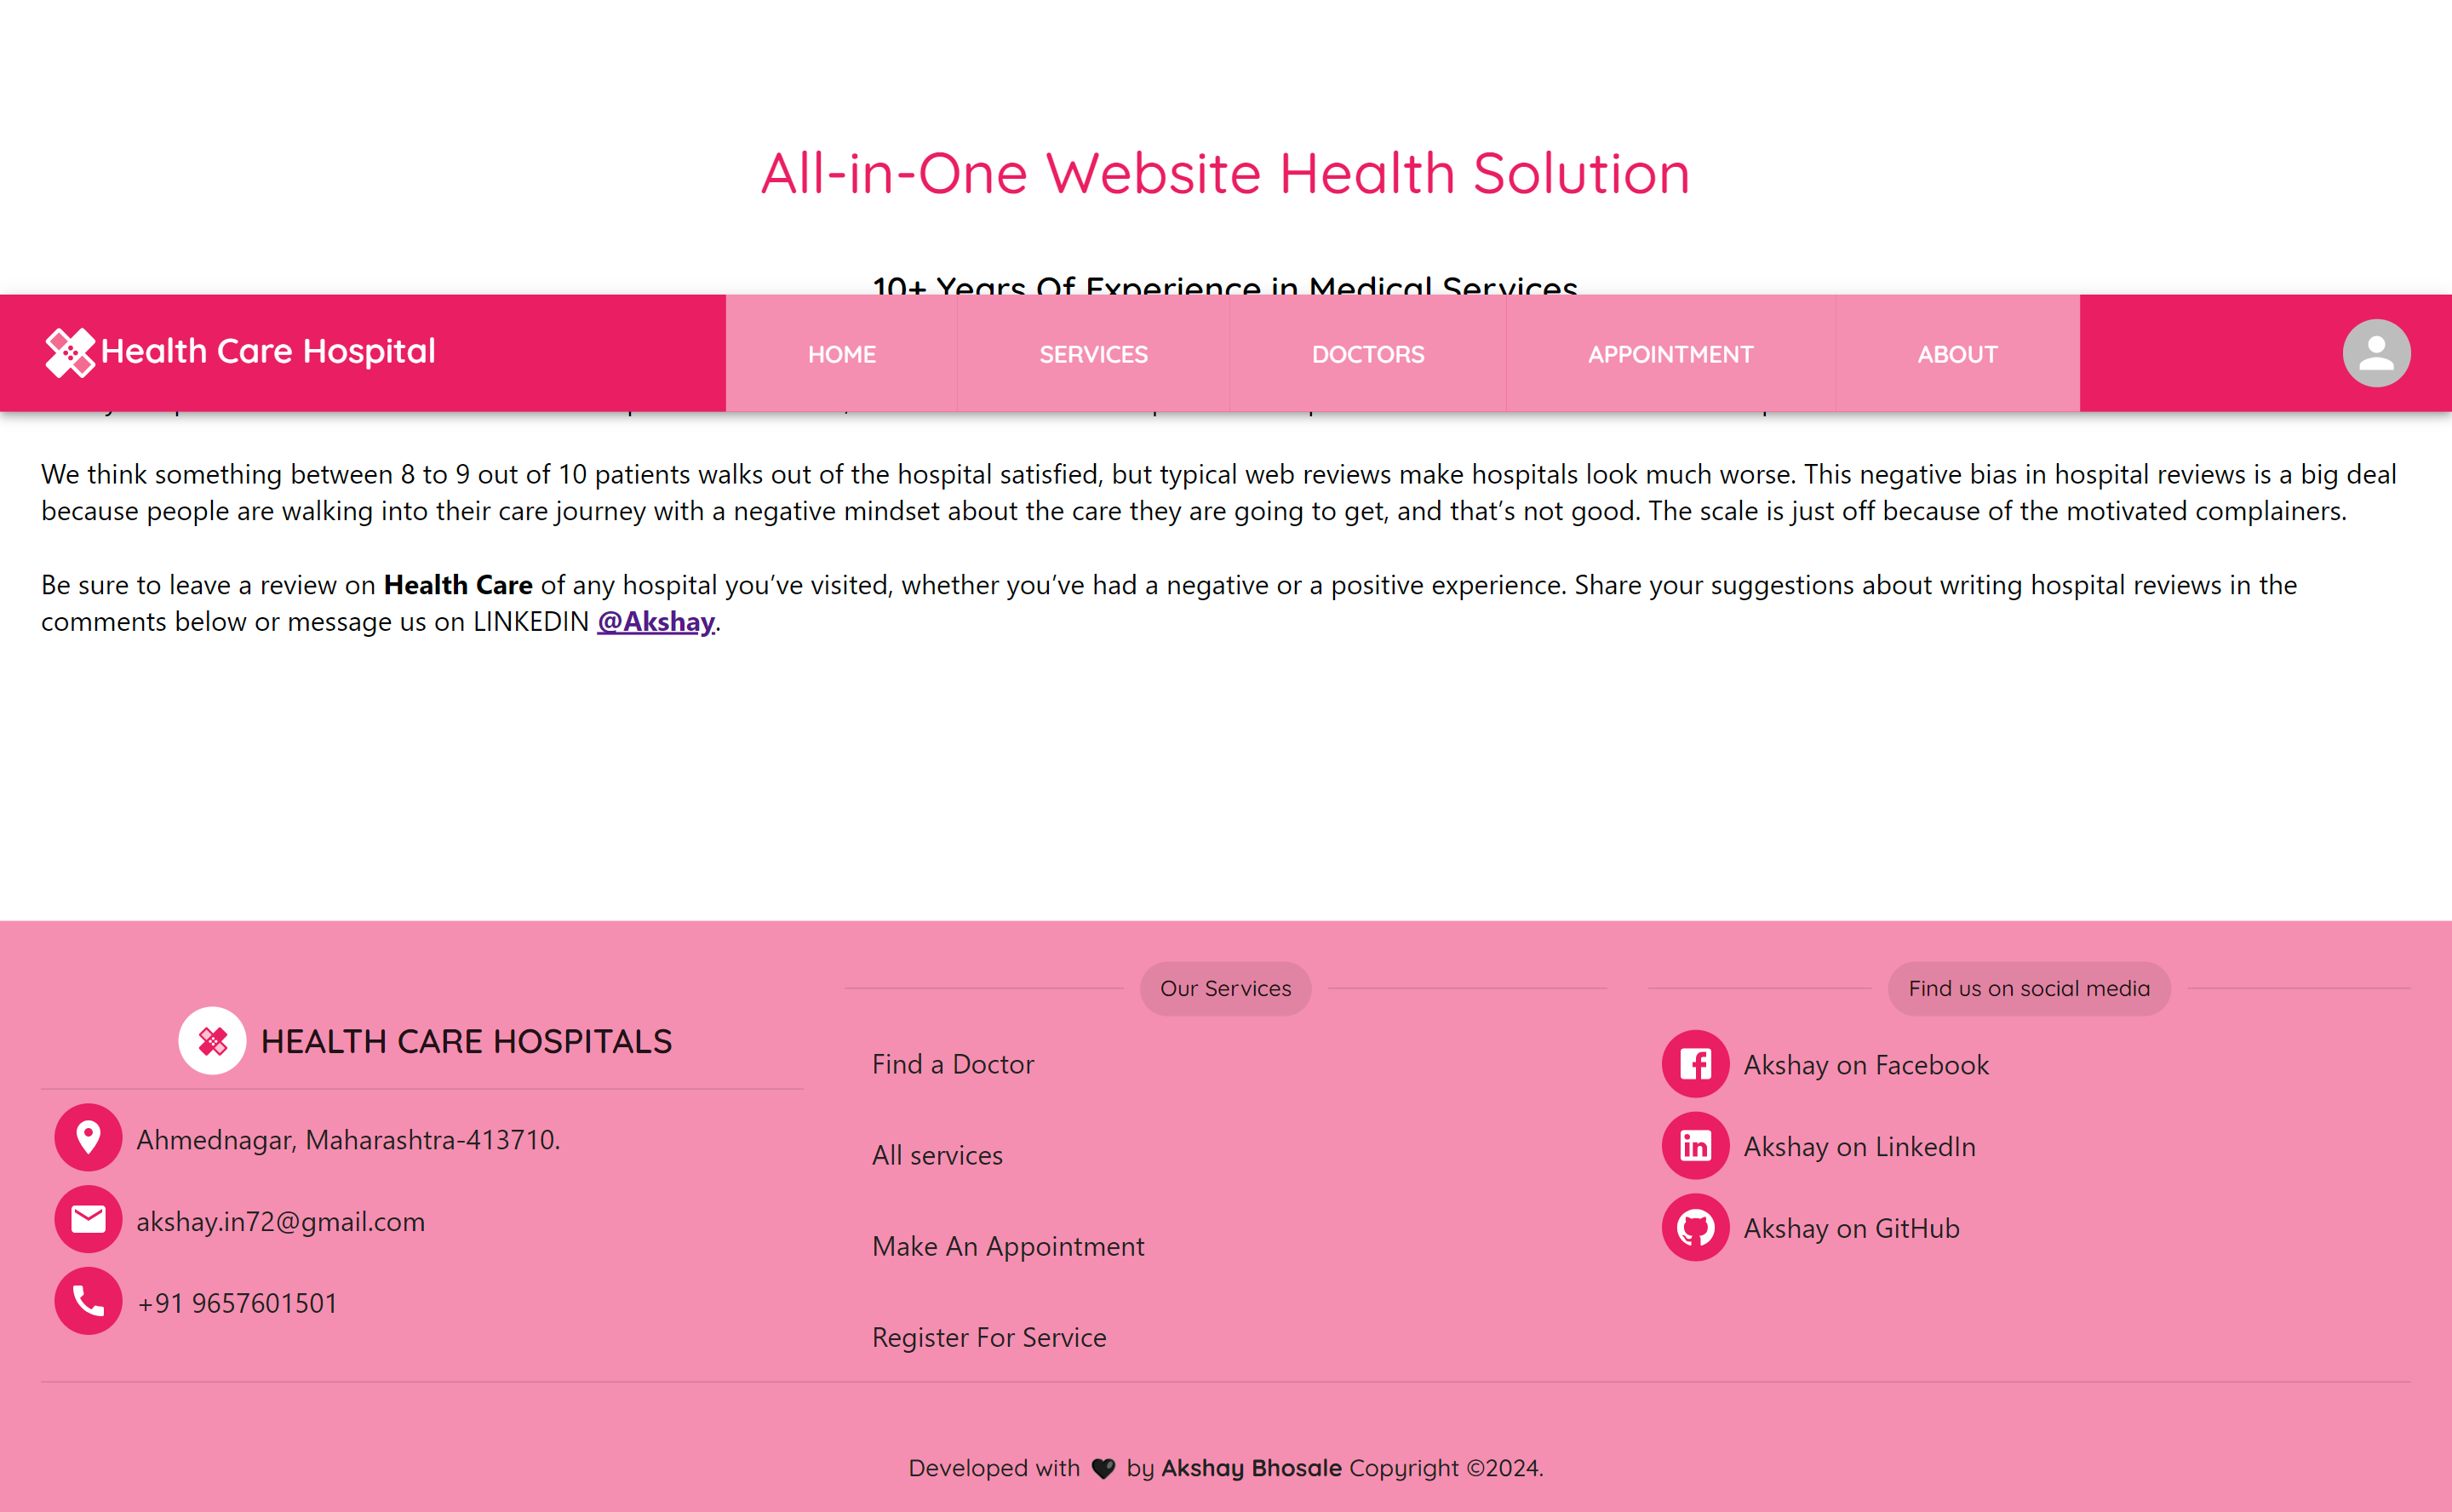 All-in-One Website Health Solution
10+ Years Of Experience in Medical Services
Health Care Hospital
HOME
SERVICES
DOCTORS
APPOINTMENT
ABOUT
We think something between 8 to 9 out of 10 patients walks out of the hospital satisfied, but typical web reviews make hospitals look much worse. This negative bias in hospital reviews is a big deal
because people are walking into their care journey with a negative mindset about the care they are going to get, and that’s not good. The scale is just off because of the motivated complainers.
Be sure to leave a review on Health Care of any hospital you’ve visited, whether you’ve had a negative or a positive experience. Share your suggestions about writing hospital reviews in the
comments below or message us on LINKEDIN @Akshay.
HEALTH CARE HOSPITALS
Ahmednagar, Maharashtra-413710.
akshay.in72@gmail.com
+91 9657601501
Our Services
Find a Doctor
All services
Make An Appointment
Register For Service
Find us on social media
Akshay on Facebook
Akshay on LinkedIn
Akshay on GitHub
Developed with 🖤 by Akshay Bhosale Copyright ©2024.